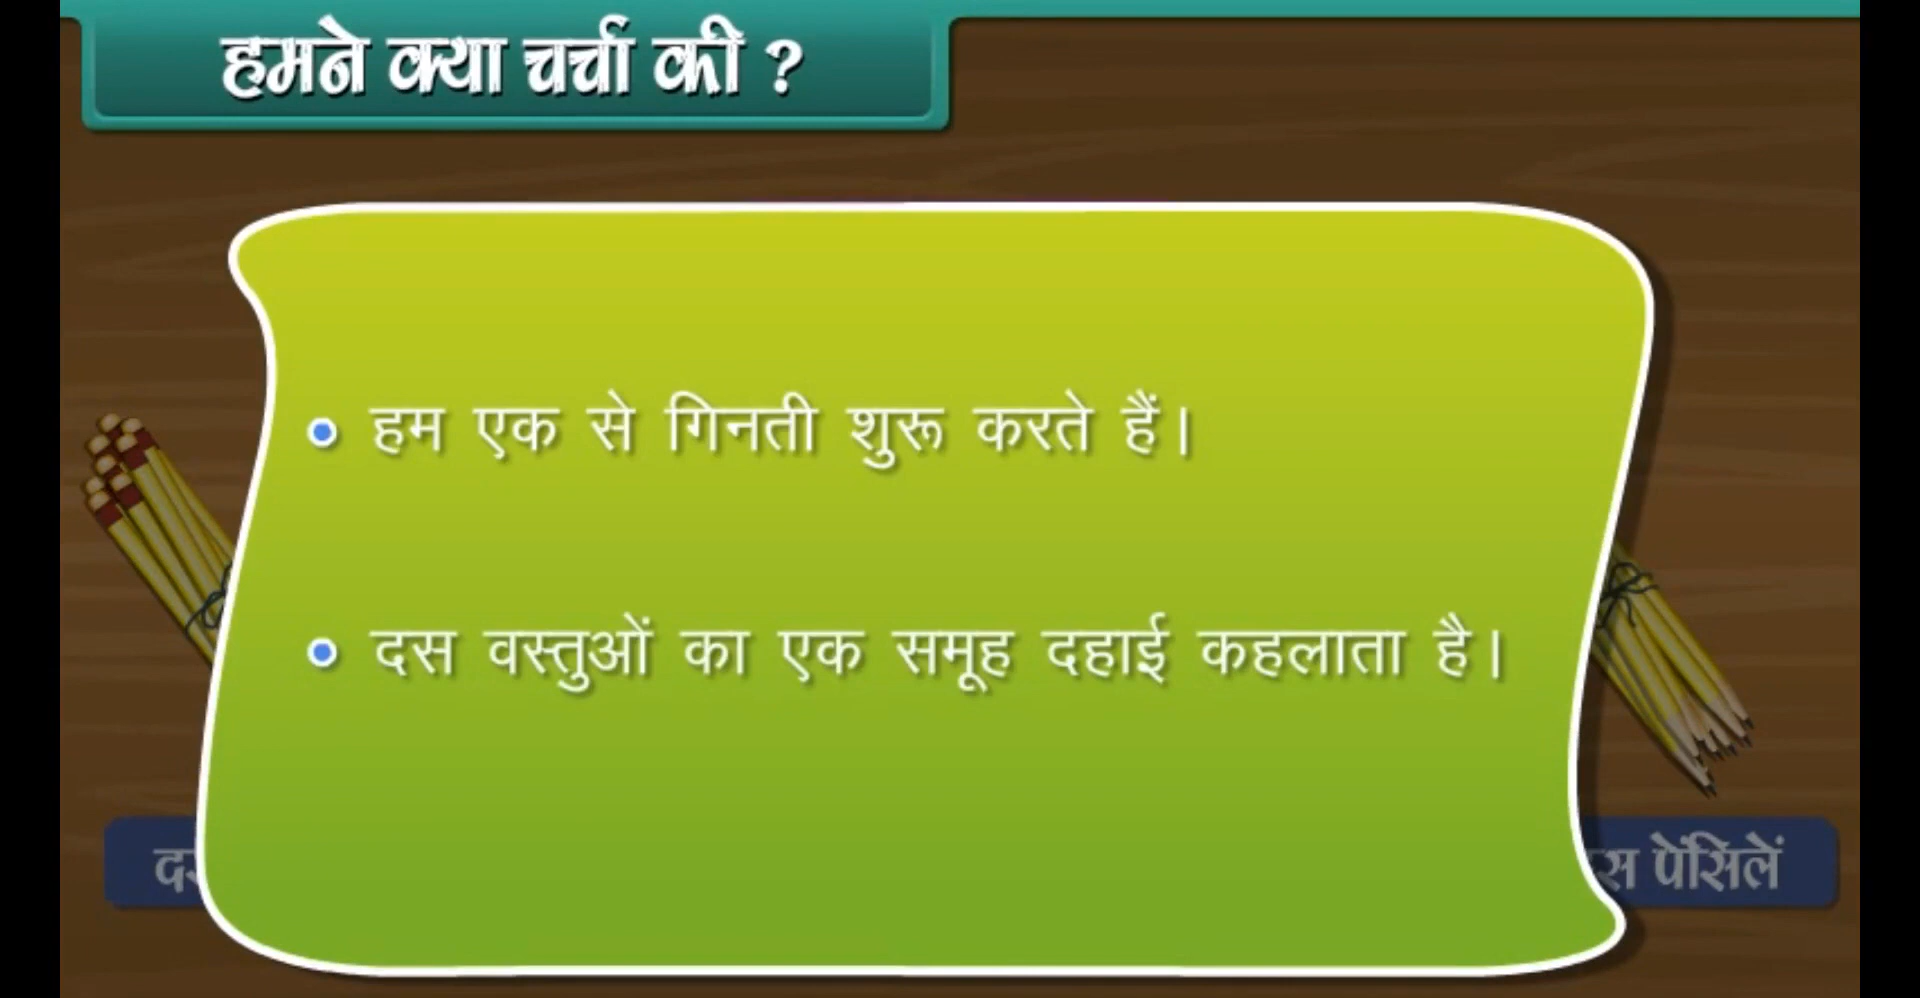 हमने क्या चर्चा की ?
हम एक से गिनती शुरू करते हैं।
दस वस्तुओं का एक समूह दहाई कहलाता है।
पेंसिलें